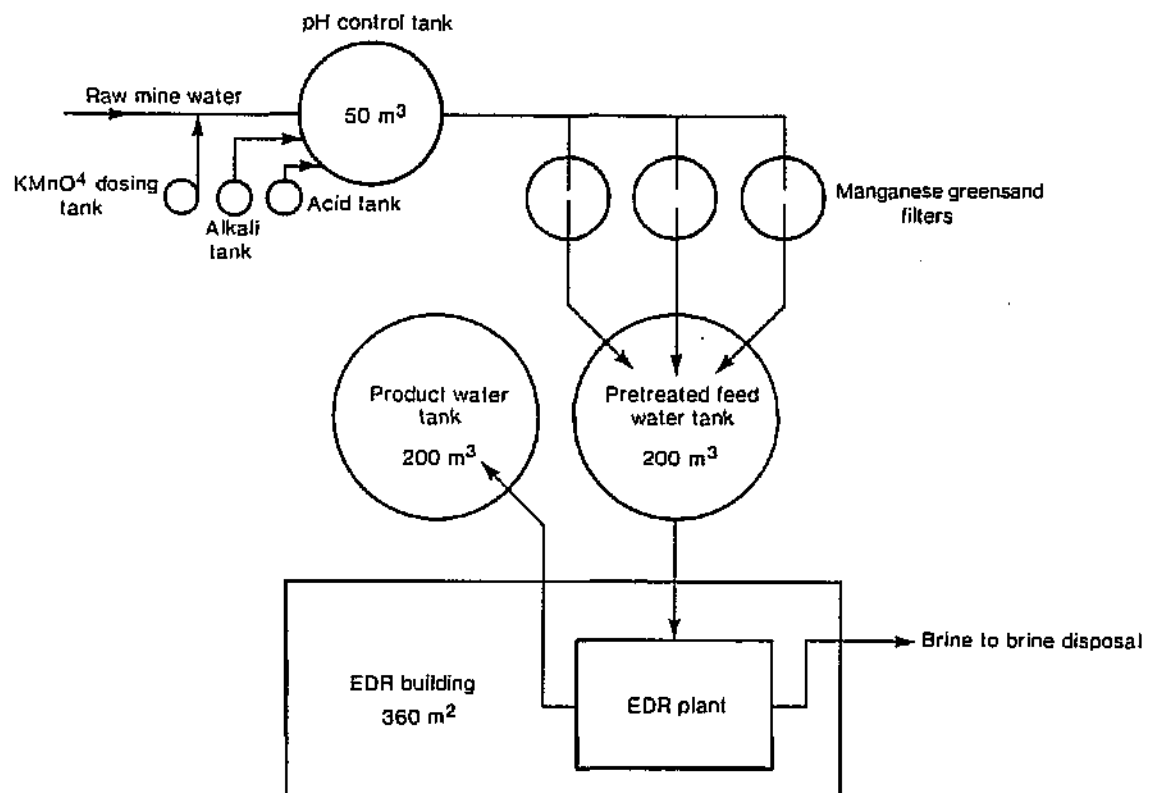 pH control tank
Raw mine water
50 m³
KMnO⁴ dosing
tank
Alkali
tank
Acid tank
Manganese greensand
filters
Product water
tank
200 m³
Pretreated feed
water tank
200 m³
Brine to brine disposal
EDR building
360 m²
EDR plant